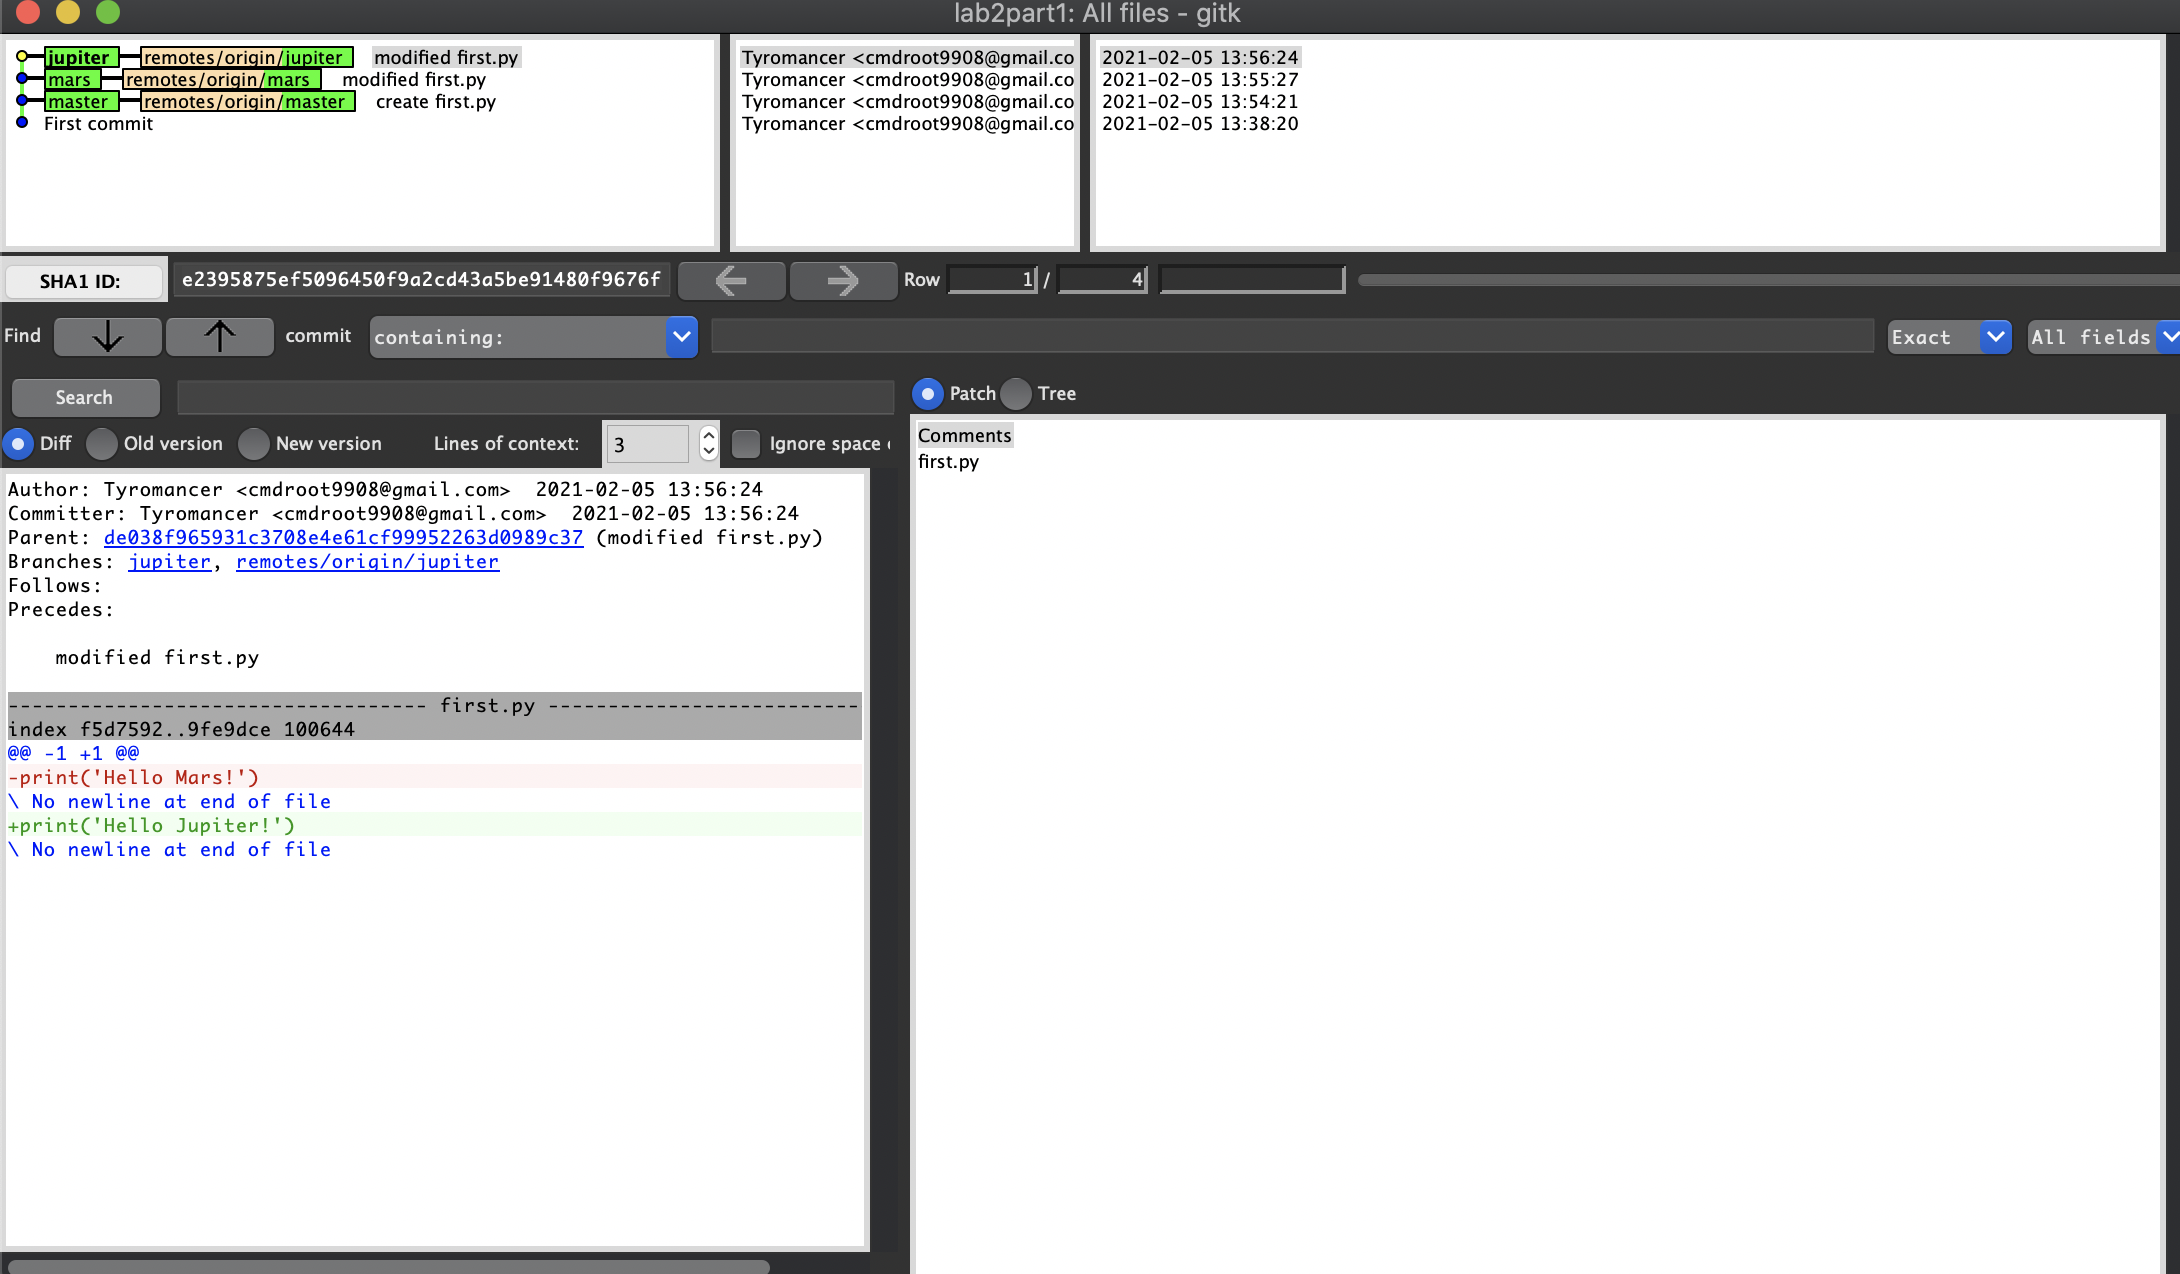 lab2part1: All files - gitk
jupiter remotes/origin/jupiter modified first.py Tyromancer <cmdroot9908@gmail.co 2021-02-05 13:56:24
mars remotes/origin/mars modified first.py Tyromancer <cmdroot9908@gmail.co 2021-02-05 13:55:27
master remotes/origin/master create first.py Tyromancer <cmdroot9908@gmail.co 2021-02-05 13:54:21
First commit Tyromancer <cmdroot9908@gmail.co 2021-02-05 13:38:20
SHA1 ID: e2395875ef5096450f9a2cd43a5be91480f9676f Row 1 / 4
Find commit containing: Exact All fields
Search
Patch Tree
Diff Old version New version Lines of context: 3 Ignore space
Comments
first.py
Author: Tyromancer <cmdroot9908@gmail.com>  2021-02-05 13:56:24
Committer: Tyromancer <cmdroot9908@gmail.com>  2021-02-05 13:56:24
Parent: de038f965931c3708e4e61cf99952263d0989c37 (modified first.py)
Branches: jupiter, remotes/origin/jupiter
Follows:
Precedes:
modified first.py
----------------------------------- first.py --------------------------
index f5d7592..9fe9dce 100644
@@ -1 +1 @@
-print('Hello Mars!')
\ No newline at end of file
+print('Hello Jupiter!')
\ No newline at end of file